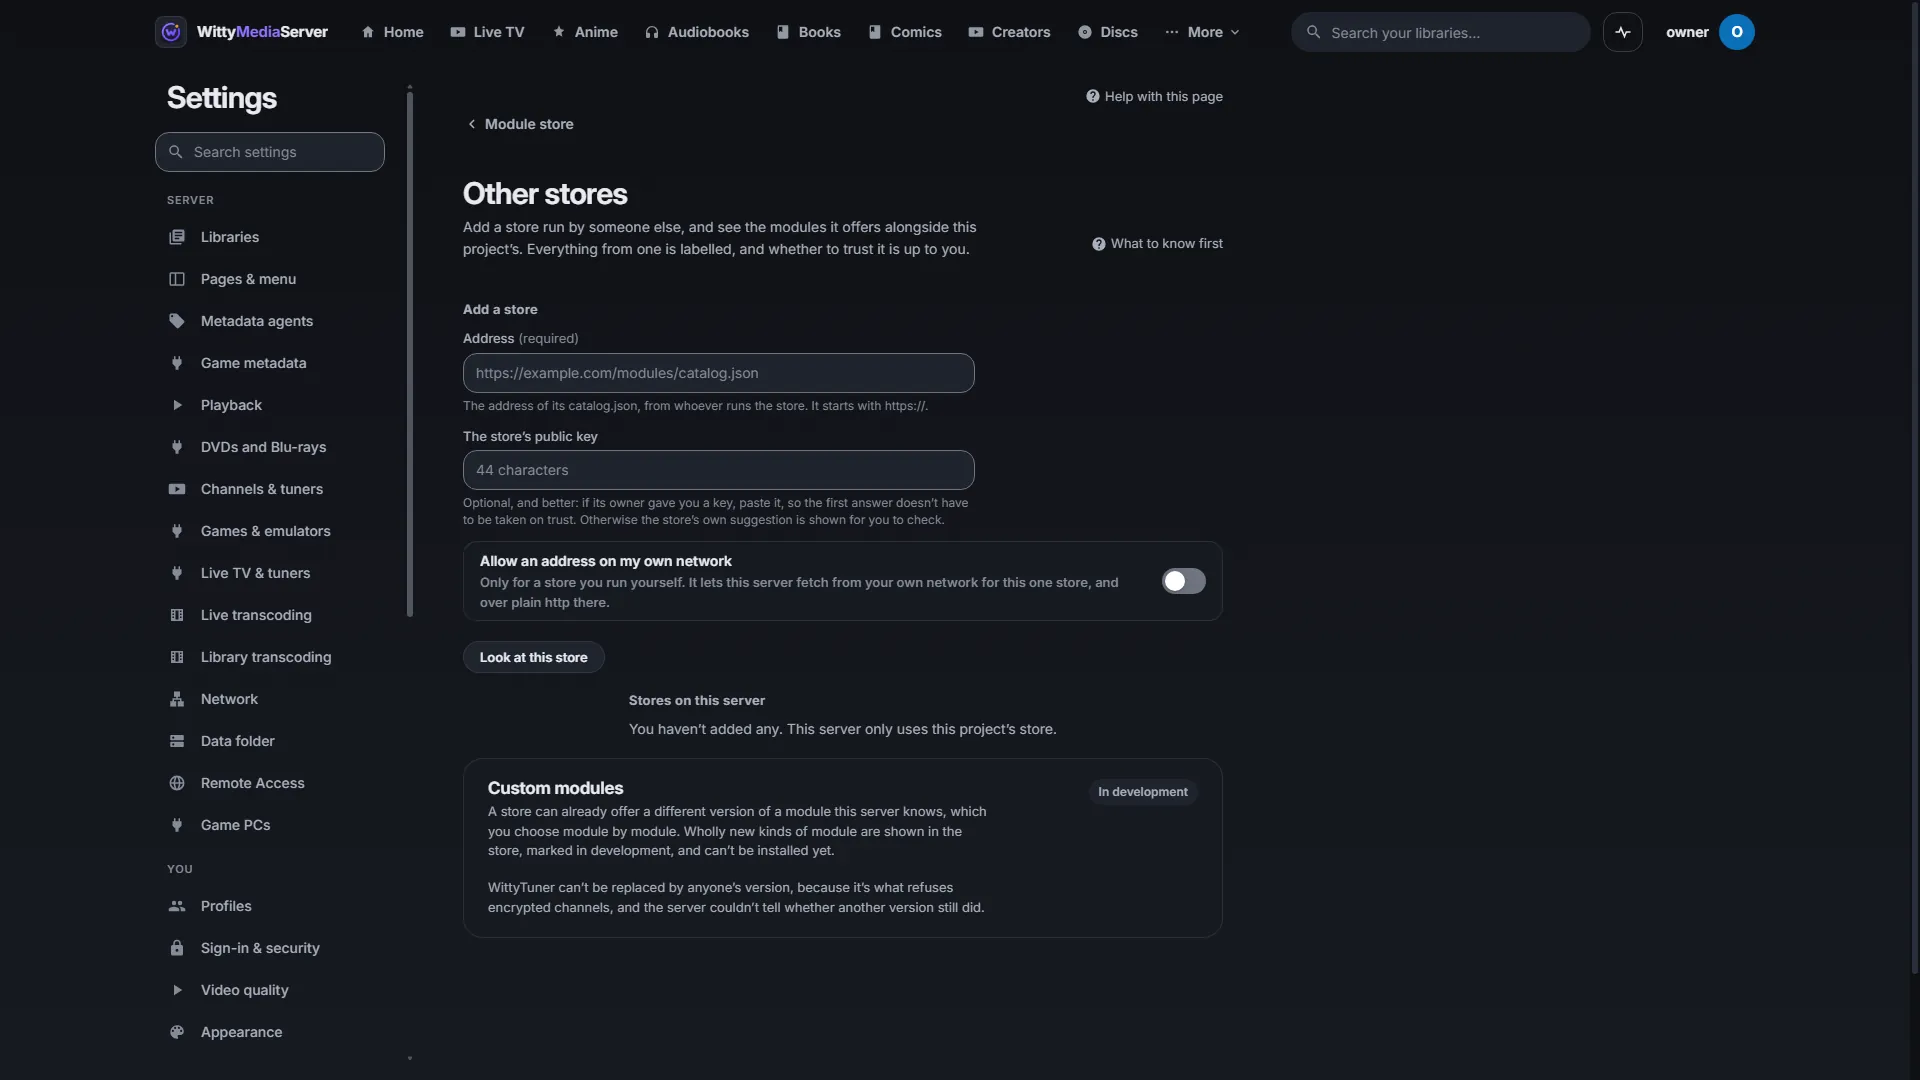 WittyMediaServer
Home
Live TV
Anime
Audiobooks
Books
Comics
Creators
Discs
More
Search your libraries...
owner
O
Settings
Search settings
SERVER
Libraries
Pages & menu
Metadata agents
Game metadata
Playback
DVDs and Blu-rays
Channels & tuners
Games & emulators
Live TV & tuners
Live transcoding
Library transcoding
Network
Data folder
Remote Access
Game PCs
YOU
Profiles
Sign-in & security
Video quality
Appearance
Help with this page
Module store
Other stores
Add a store run by someone else, and see the modules it offers alongside this
project’s. Everything from one is labelled, and whether to trust it is up to you.
What to know first
Add a store
Address (required)
https://example.com/modules/catalog.json
The address of its catalog.json, from whoever runs the store. It starts with https://.
The store’s public key
44 characters
Optional, and better: if its owner gave you a key, paste it, so the first answer doesn’t have
to be taken on trust. Otherwise the store’s own suggestion is shown for you to check.
Allow an address on my own network
Only for a store you run yourself. It lets this server fetch from your own network for this one store, and
over plain http there.
Look at this store
Stores on this server
You haven’t added any. This server only uses this project’s store.
Custom modules
In development
A store can already offer a different version of a module this server knows, which
you choose module by module. Wholly new kinds of module are shown in the
store, marked in development, and can’t be installed yet.
WittyTuner can’t be replaced by anyone’s version, because it’s what refuses
encrypted channels, and the server couldn’t tell whether another version still did.